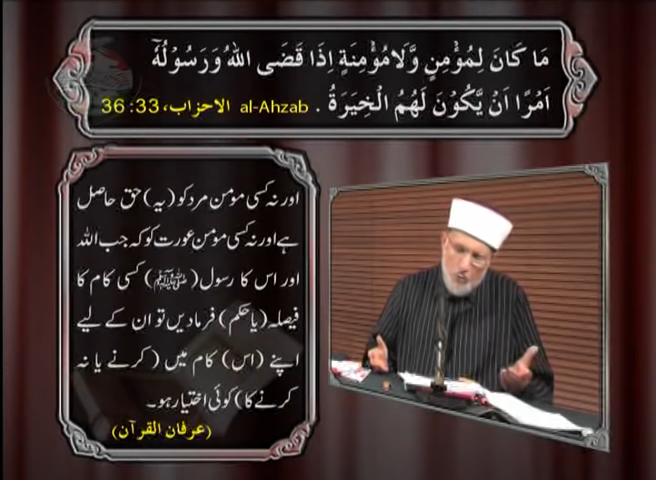 مَا كَانَ لِمُؤْمِنٍ وَّلَا مُؤْمِنَةٍ اِذَا قَضَى اللهُ وَرَسُوْلُهٗ
اَمْرًا اَنْ يَّكُوْنَ لَهُمُ الْخِيَرَةُ . al-Ahzab الاحزاب، 36:33
اور نہ کسی مومن مرد کو (یہ) حق حاصل
ہے اور نہ کسی مومن عورت کو کہ جب اللہ
اور اس کا رسول (ﷺ) کسی کام کا
فیصلہ (یا حکم) فرما دیں تو ان کے لیے
اپنے (اس) کام میں (کرنے یا نہ
کرنے کا) کوئی اختیار ہو۔
(عرفان القرآن)